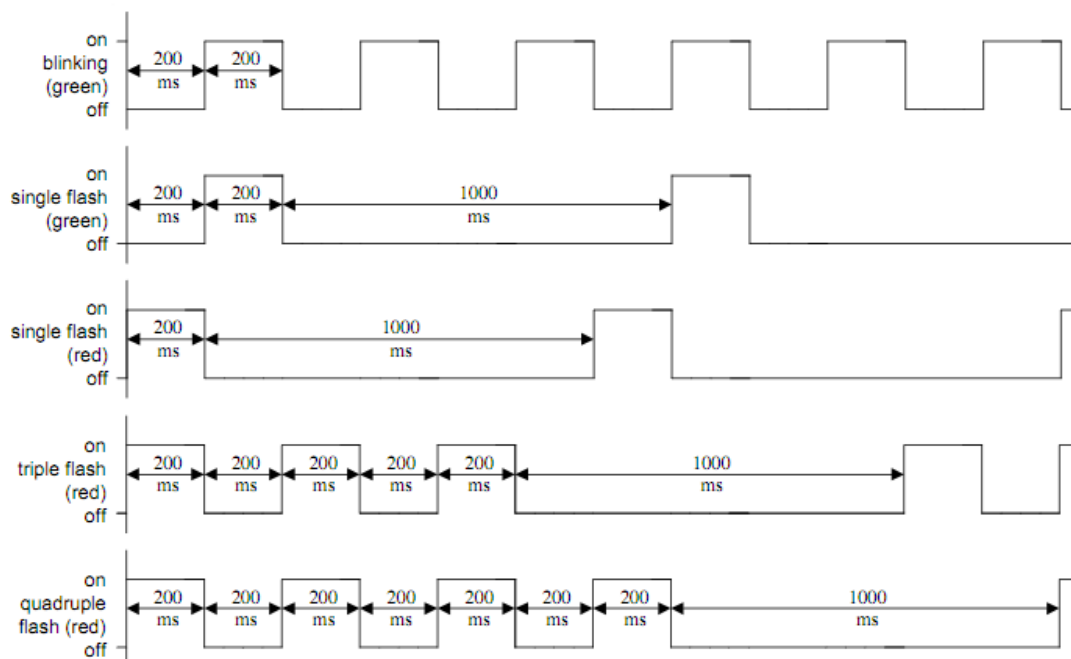 on
blinking
(green)
off
200
ms
200
ms
on
single flash
(green)
off
200
ms
200
ms
1000
ms
on
single flash
(red)
off
200
ms
1000
ms
on
triple flash
(red)
off
200
ms
200
ms
200
ms
200
ms
200
ms
1000
ms
on
quadruple
flash (red)
off
200
ms
200
ms
200
ms
200
ms
200
ms
200
ms
200
ms
1000
ms